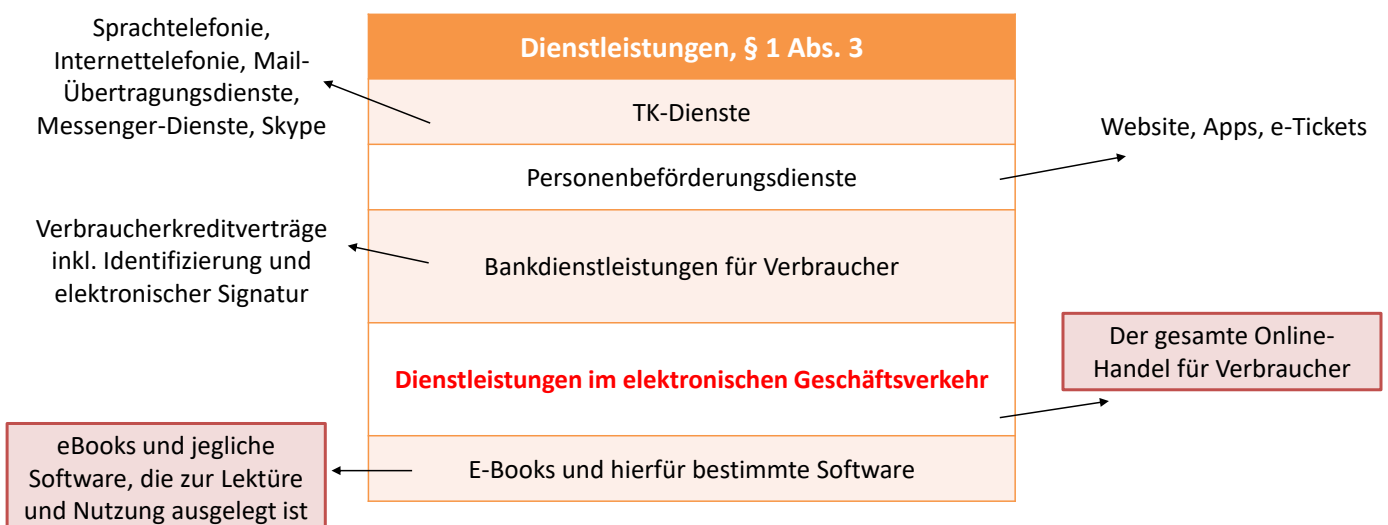 Sprachtelefonie,
Internettelefonie, Mail-
Übertragungsdienste,
Messenger-Dienste, Skype
Dienstleistungen, § 1 Abs. 3
TK-Dienste
Website, Apps, e-Tickets
Personenbeförderungsdienste
Verbraucherkreditverträge
inkl. Identifizierung und
elektronischer Signatur
Bankdienstleistungen für Verbraucher
Der gesamte Online-
Handel für Verbraucher
Dienstleistungen im elektronischen Geschäftsverkehr
eBooks und jegliche
Software, die zur Lektüre
und Nutzung ausgelegt ist
E-Books und hierfür bestimmte Software